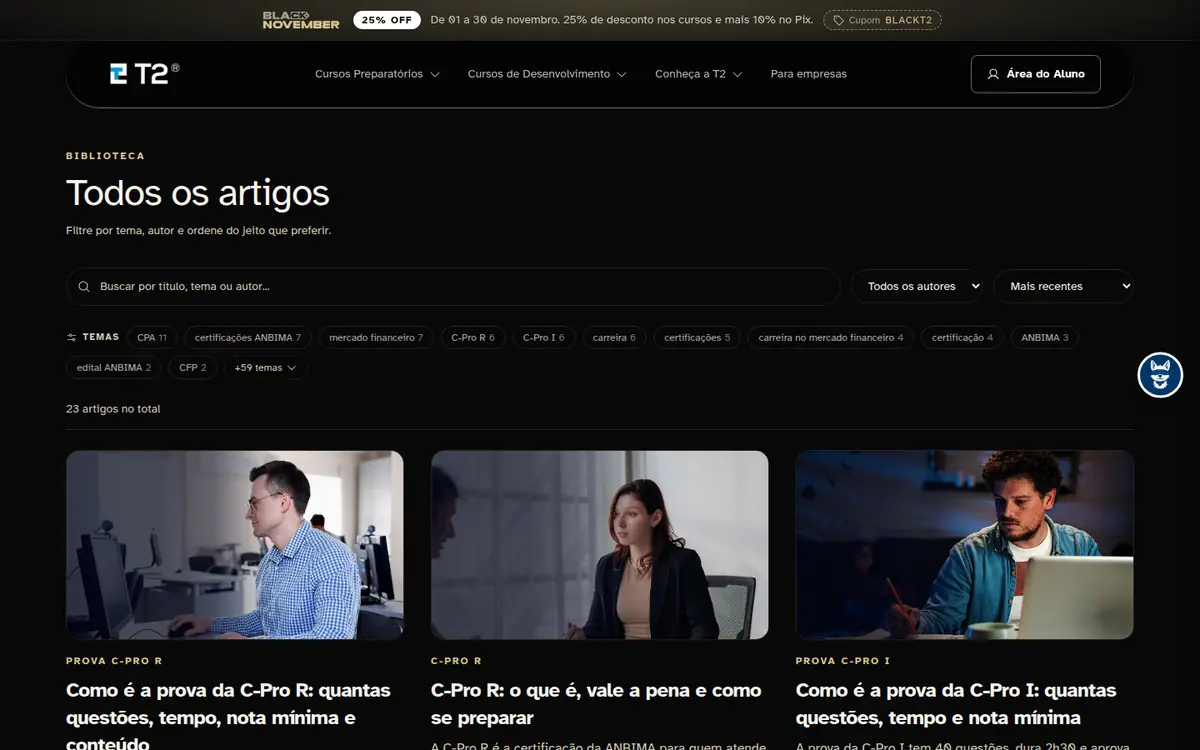 BLACK NOVEMBER
25% OFF
De 01 a 30 de novembro. 25% de desconto nos cursos e mais 10% no Pix.
Cupom BLACKT2
T2®
Cursos Preparatórios
Cursos de Desenvolvimento
Conheça a T2
Para empresas
Área do Aluno
BIBLIOTECA
Todos os artigos
Filtre por tema, autor e ordene do jeito que preferir.
Buscar por título, tema ou autor...
Todos os autores
Mais recentes
TEMAS
CPA 11
certificações ANBIMA 7
mercado financeiro 7
C-Pro R 6
C-Pro I 6
carreira 6
certificações 5
carreira no mercado financeiro 4
certificação 4
ANBIMA 3
edital ANBIMA 2
CFP 2
+59 temas
23 artigos no total
PROVA C-PRO R
Como é a prova da C-Pro R: quantas
questões, tempo, nota mínima e
conteúdo
C-PRO R
C-Pro R: o que é, vale a pena e como
se preparar
A C-Pro R é a certificação da ANBIMA para quem atende
PROVA C-PRO I
Como é a prova da C-Pro I: quantas
questões, tempo e nota mínima
A prova da C-Pro I tem 40 questões, dura 2h30 e aprova